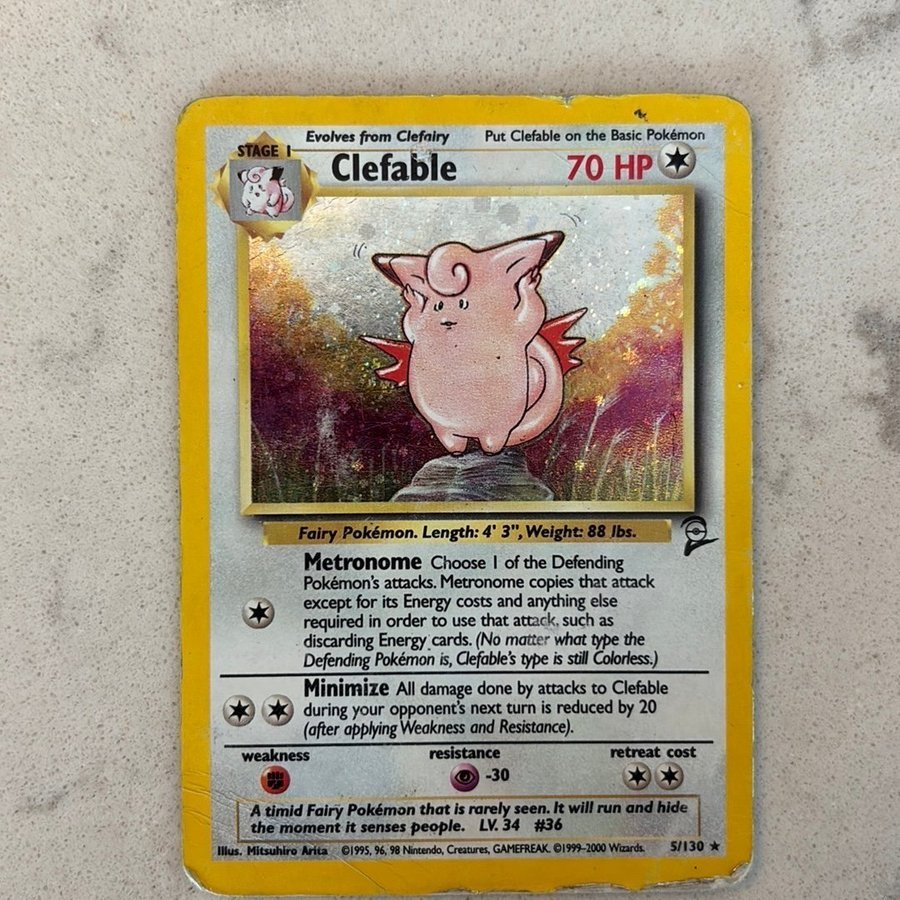 Evolves from Clefairy Put Clefable on the Basic Pokémon
STAGE 1
Clefable 70 HP
Fairy Pokémon. Length: 4' 3", Weight: 88 lbs.
Metronome Choose 1 of the Defending
Pokémon's attacks. Metronome copies that attack
except for its Energy costs and anything else
required in order to use that attack, such as
discarding Energy cards. (No matter what type the
Defending Pokémon is, Clefable's type is still Colorless.)
Minimize All damage done by attacks to Clefable
during your opponent's next turn is reduced by 20
(after applying Weakness and Resistance).
weakness resistance retreat cost
-30
A timid Fairy Pokémon that is rarely seen. It will run and hide
the moment it senses people. LV. 34 #36
Illus. Mitsuhiro Arita ©1995, 96, 98 Nintendo, Creatures, GAMEFREAK. ©1999-2000 Wizards. 5/130 ★